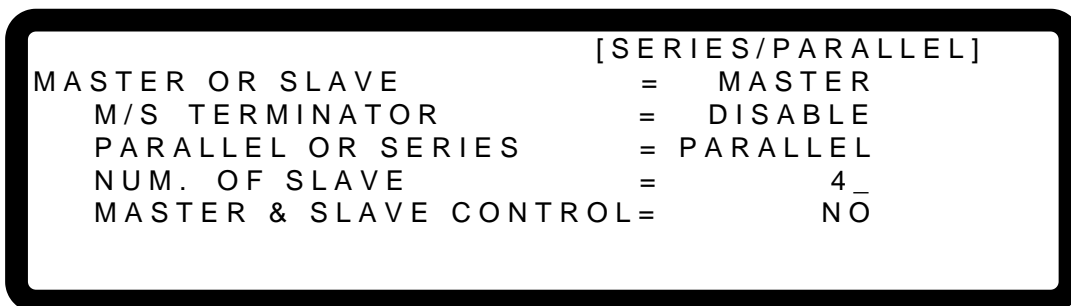 [SERIES/PARALLEL]
MASTER OR SLAVE = MASTER
M/S TERMINATOR = DISABLE
PARALLEL OR SERIES = PARALLEL
NUM. OF SLAVE = 4_
MASTER & SLAVE CONTROL= NO